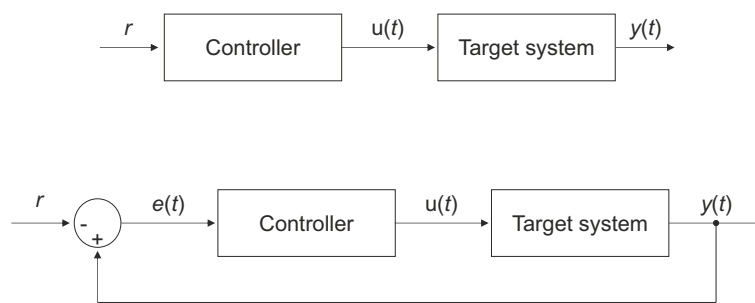 r
Controller
u(t)
Target system
y(t)
r
-
+
e(t)
Controller
u(t)
Target system
y(t)